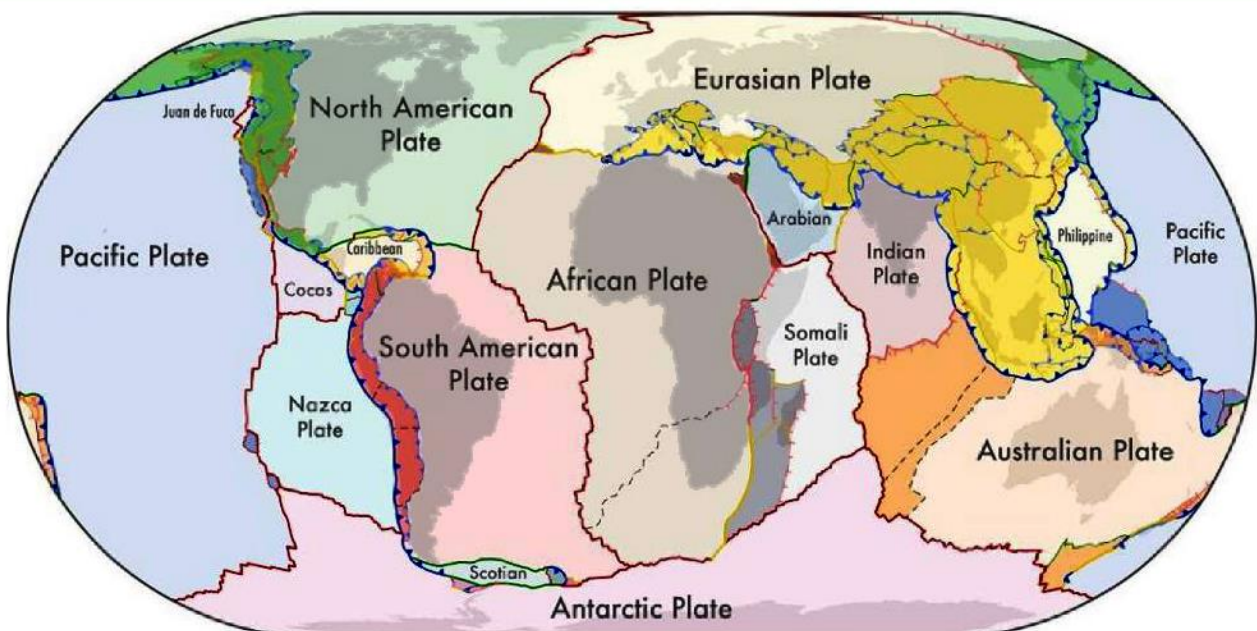 Eurasian Plate
Juan de Fuca
North American
Plate
Arabian
Caribbean
Philippine
Pacific Plate
Pacific
Plate
Indian
Plate
African Plate
Cocos
Somali
Plate
South American
Plate
Nazca
Plate
Australian Plate
Scotian
Antarctic Plate